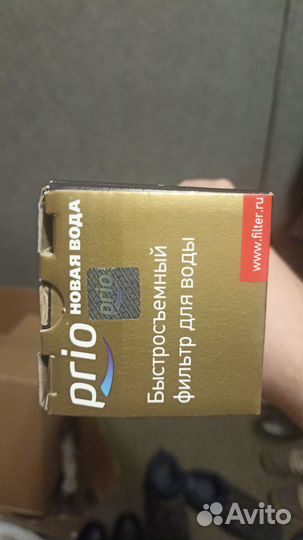 prio НОВАЯ ВОДА
prio
Быстросъемный
фильтр для воды
www.filter.ru
Avito